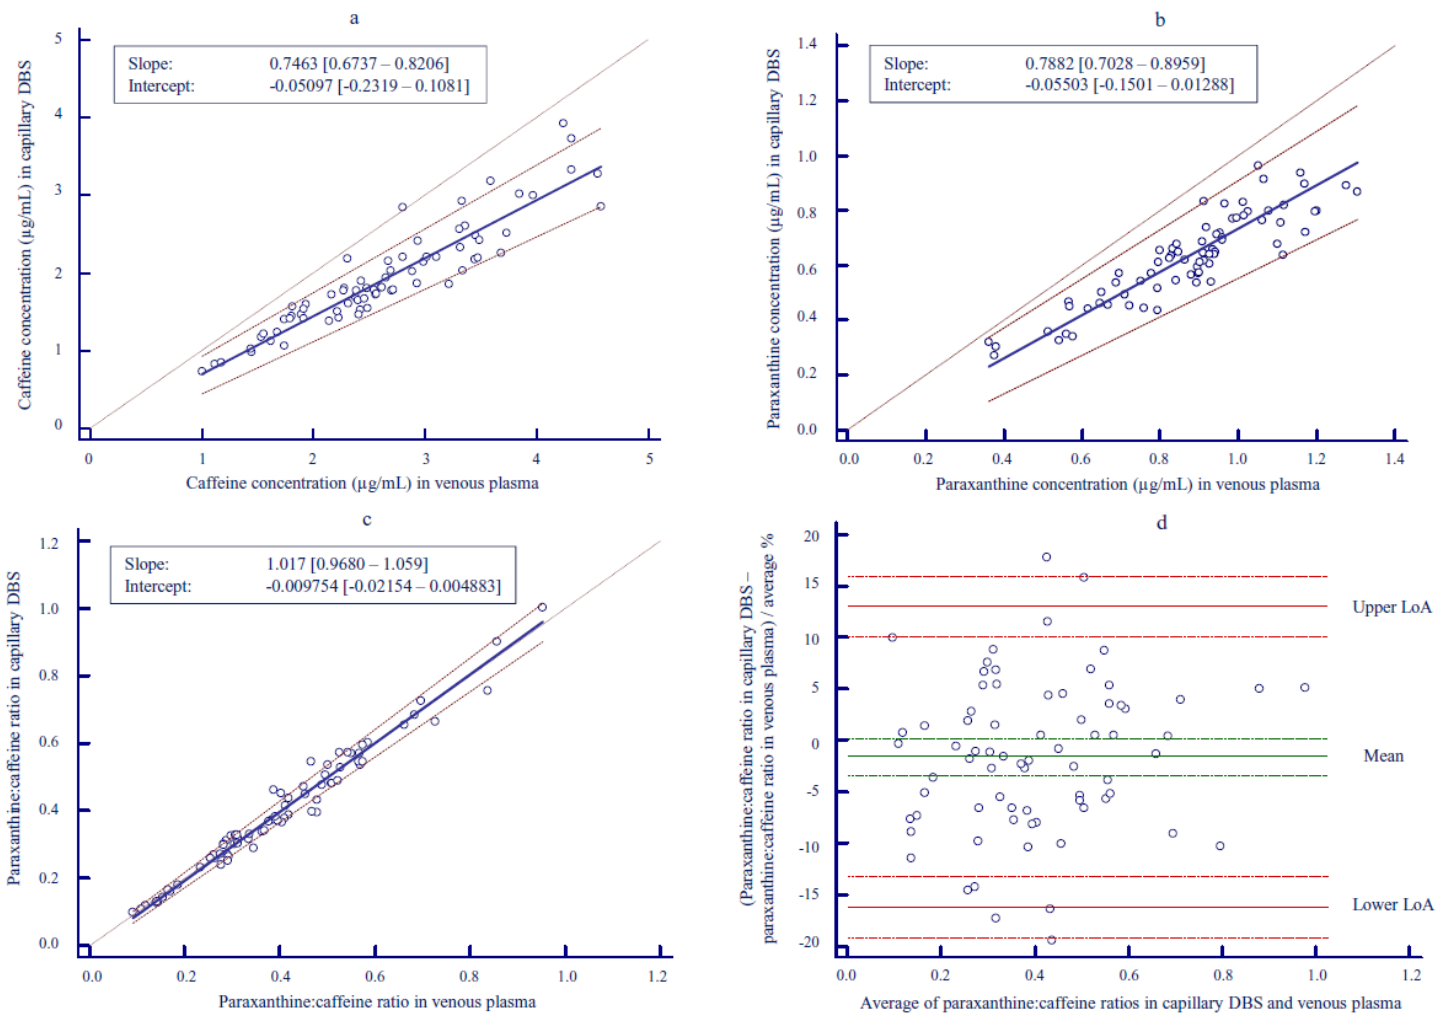 a
Caffeine concentration (µg/mL) in capillary DBS
5
4
3
2
1
0
Slope: 0.7463 [0.6737 – 0.8206]
Intercept: -0.05097 [-0.2319 – 0.1081]
0 1 2 3 4 5
Caffeine concentration (µg/mL) in venous plasma
b
Paraxanthine concentration (µg/mL) in capillary DBS
1.4
1.2
1.0
0.8
0.6
0.4
0.2
0.0
Slope: 0.7882 [0.7028 – 0.8959]
Intercept: -0.05503 [-0.1501 – 0.01288]
0.0 0.2 0.4 0.6 0.8 1.0 1.2 1.4
Paraxanthine concentration (µg/mL) in venous plasma
c
Paraxanthine:caffeine ratio in capillary DBS
1.2
1.0
0.8
0.6
0.4
0.2
0.0
Slope: 1.017 [0.9680 – 1.059]
Intercept: -0.009754 [-0.02154 – 0.004883]
0.0 0.2 0.4 0.6 0.8 1.0 1.2
Paraxanthine:caffeine ratio in venous plasma
d
(Paraxanthine:caffeine ratio in capillary DBS –
paraxanthine:caffeine ratio in venous plasma) / average %
20
15
10
5
0
-5
-10
-15
-20
Upper LoA
Mean
Lower LoA
0.0 0.2 0.4 0.6 0.8 1.0 1.2
Average of paraxanthine:caffeine ratios in capillary DBS and venous plasma